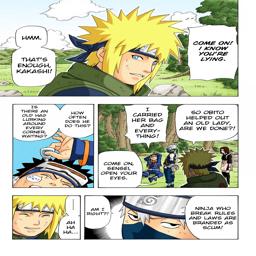 HMM.
THAT'S
ENOUGH,
KAKASHI!
COME ON!
I KNOW
YOU'RE
LYING.
IS
THERE AN
OLD HAG
LURKING
AROUND
EVERY
CORNER,
WAITING?
HOW
OFTEN
DOES HE
DO THIS?
I
CARRIED
HER BAG
AND
EVERY-
THING!
SO OBITO
HELPED OUT
AN OLD LADY,
ARE WE DONE?!
COME ON,
SENSEI,
OPEN YOUR
EYES.
AH
HA
HA...
AM I
RIGHT?!
NINJA WHO
BREAK RULES
AND LAWS
ARE BRANDED
AS SCUM!